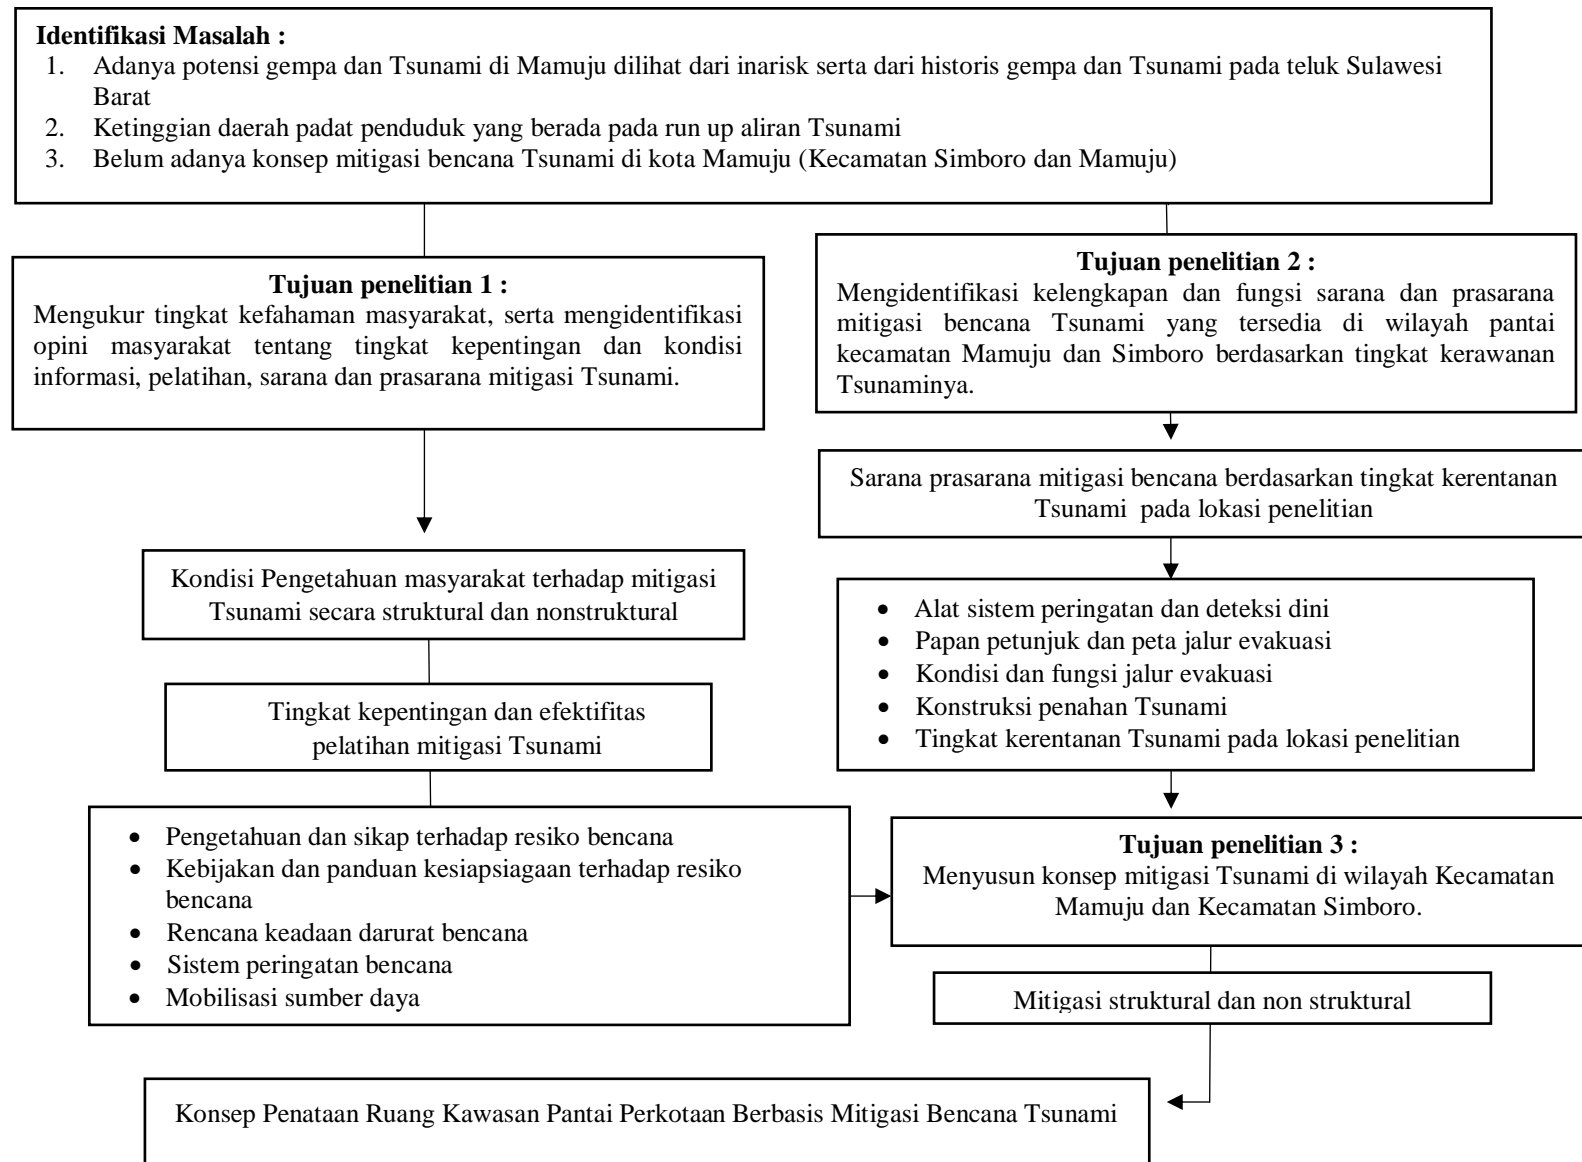 Identifikasi Masalah :
1. Adanya potensi gempa dan Tsunami di Mamuju dilihat dari inarisk serta dari historis gempa dan Tsunami pada teluk Sulawesi
Barat
2. Ketinggian daerah padat penduduk yang berada pada run up aliran Tsunami
3. Belum adanya konsep mitigasi bencana Tsunami di kota Mamuju (Kecamatan Simboro dan Mamuju)
Tujuan penelitian 1 :
Mengukur tingkat kefahaman masyarakat, serta mengidentifikasi
opini masyarakat tentang tingkat kepentingan dan kondisi
informasi, pelatihan, sarana dan prasarana mitigasi Tsunami.
Kondisi Pengetahuan masyarakat terhadap mitigasi
Tsunami secara struktural dan nonstruktural
Tingkat kepentingan dan efektifitas
pelatihan mitigasi Tsunami
• Pengetahuan dan sikap terhadap resiko bencana
• Kebijakan dan panduan kesiapsiagaan terhadap resiko
bencana
• Rencana keadaan darurat bencana
• Sistem peringatan bencana
• Mobilisasi sumber daya
Tujuan penelitian 2 :
Mengidentifikasi kelengkapan dan fungsi sarana dan prasarana
mitigasi bencana Tsunami yang tersedia di wilayah pantai
kecamatan Mamuju dan Simboro berdasarkan tingkat kerawanan
Tsunaminya.
Sarana prasarana mitigasi bencana berdasarkan tingkat kerentanan
Tsunami pada lokasi penelitian
• Alat sistem peringatan dan deteksi dini
• Papan petunjuk dan peta jalur evakuasi
• Kondisi dan fungsi jalur evakuasi
• Konstruksi penahan Tsunami
• Tingkat kerentanan Tsunami pada lokasi penelitian
Tujuan penelitian 3 :
Menyusun konsep mitigasi Tsunami di wilayah Kecamatan
Mamuju dan Kecamatan Simboro.
Mitigasi struktural dan non struktural
Konsep Penataan Ruang Kawasan Pantai Perkotaan Berbasis Mitigasi Bencana Tsunami